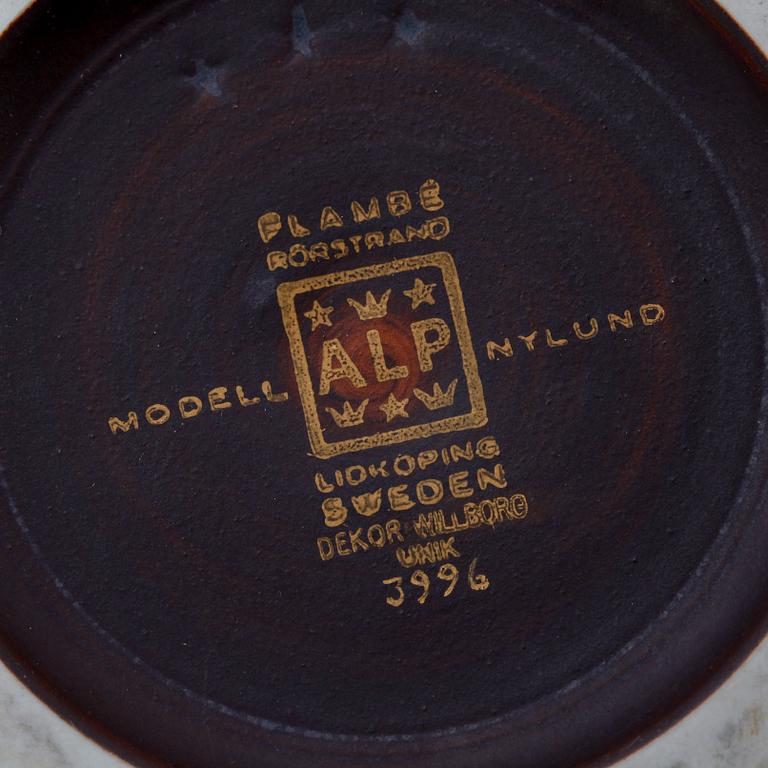 FLAMBÉ
RÖRSTRAND
ALP
MODELL NYLUND
LIDKÖPING
SWEDEN
DEKOR WILLBORG
UNIK
3996